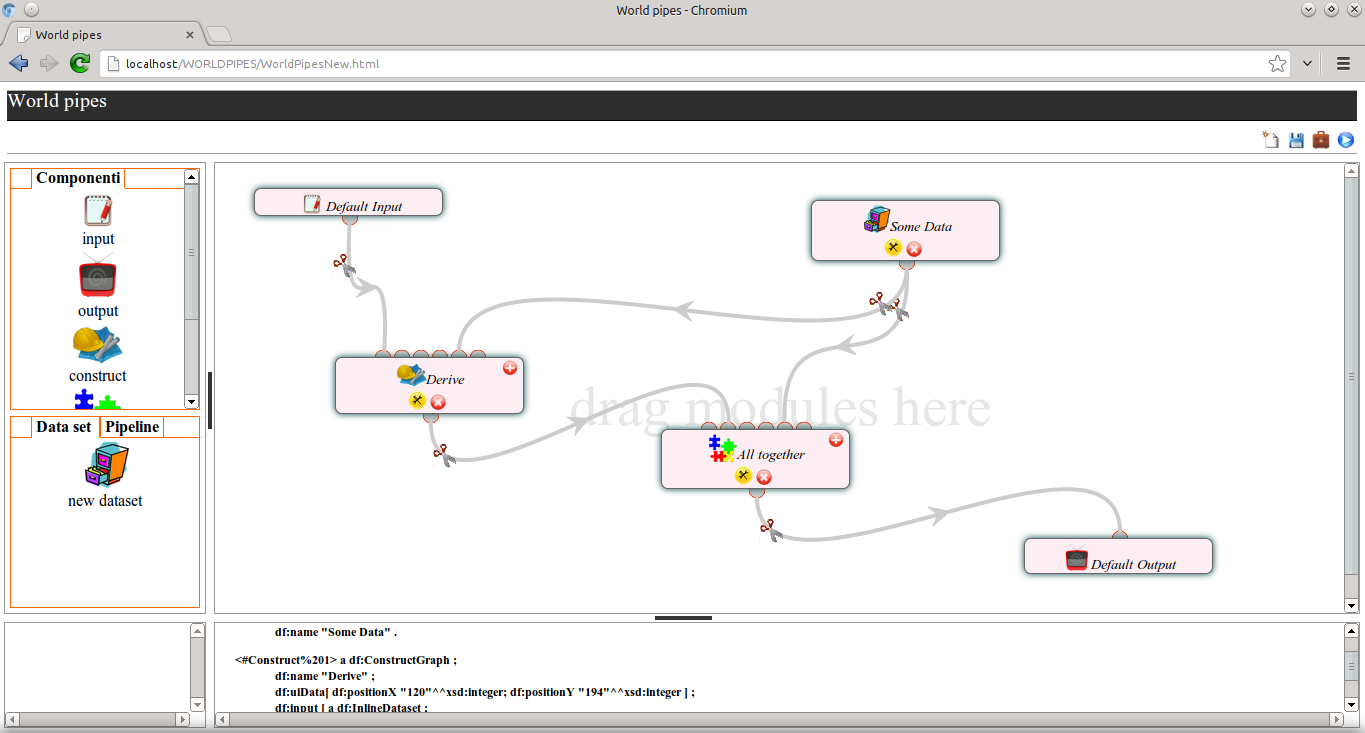 World pipes - Chromium
World pipes
localhost/WORLDPIPES/WorldPipesNew.html
World pipes
Componenti
input
output
construct
Data set
Pipeline
new dataset
Default Input
Some Data
Derive
drag modules here
All together
Default Output
df:name "Some Data" .
<#Construct%201> a df:ConstructGraph ;
df:name "Derive" ;
df:uiData[ df:positionX "120"^^xsd:integer; df:positionY "194"^^xsd:integer ] ;
df:input [ a df:InlineDataset ;